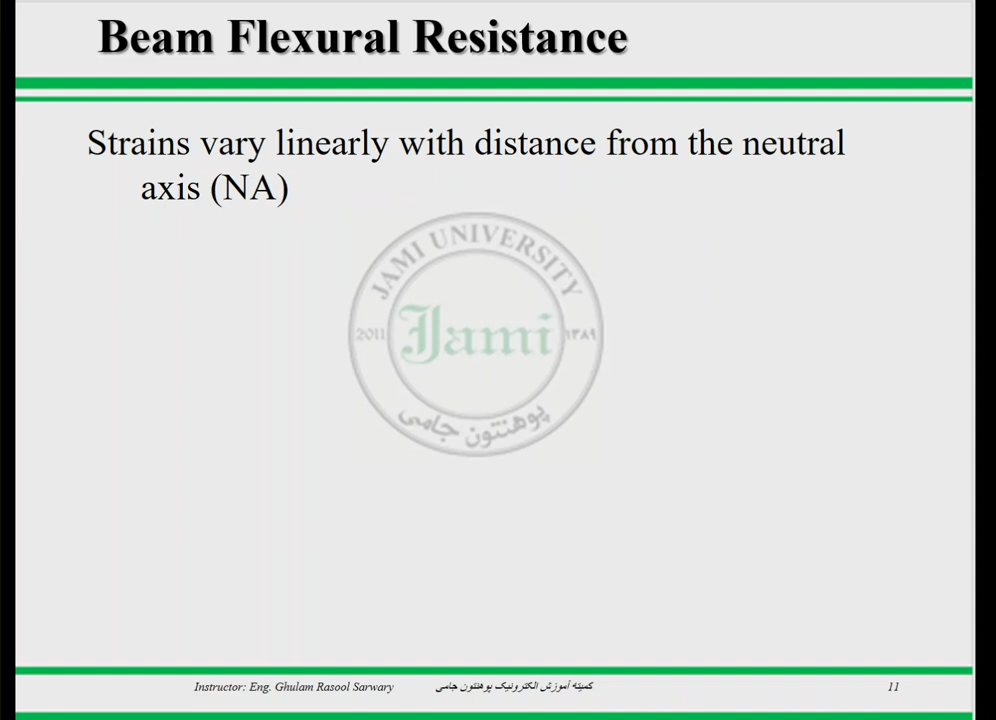 Beam Flexural Resistance
Strains vary linearly with distance from the neutral
axis (NA)
JAMI UNIVERSITY
2011
Jami
۱۳۸۹
پوهنتون جامی
Instructor: Eng. Ghulam Rasool Sarwary
کمیته آموزش الکترونیک پوهنتون جامی
11